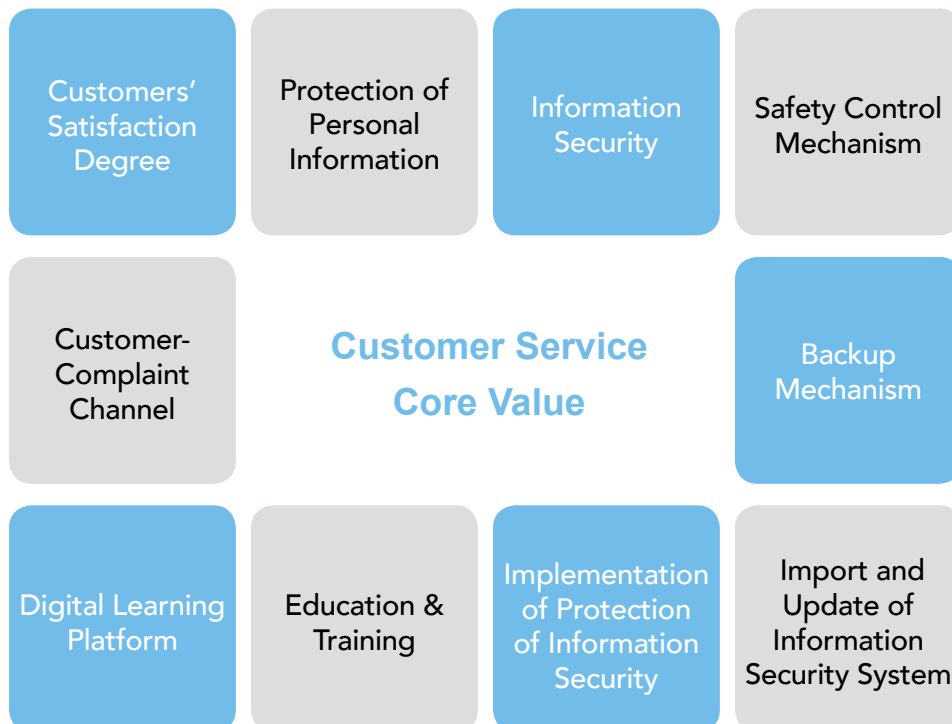 Customers’
Satisfaction
Degree
Protection of
Personal
Information
Information
Security
Safety Control
Mechanism
Customer-
Complaint
Channel
Customer Service
Core Value
Backup
Mechanism
Digital Learning
Platform
Education &
Training
Implementation
of Protection
of Information
Security
Import and
Update of
Information
Security System